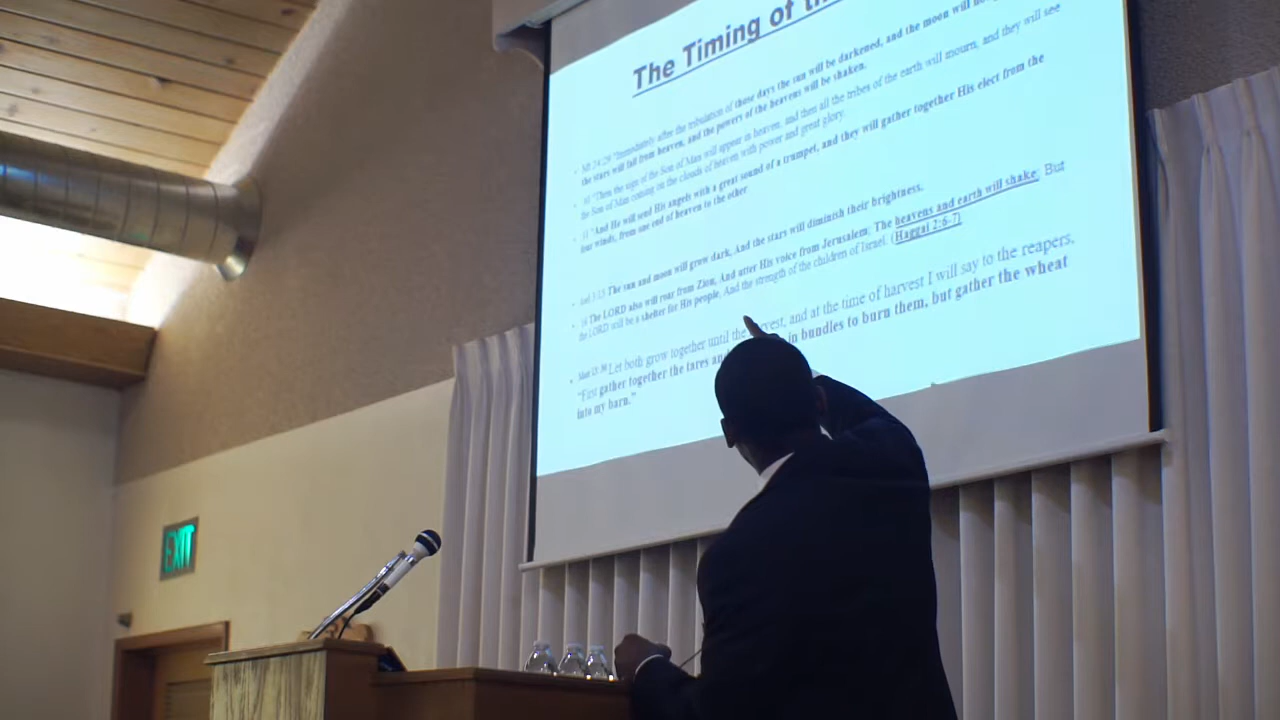 The Timing of th
Mt 24:29 "Immediately after the tribulation of those days the sun will be darkened, and the moon will not
the stars will fall from heaven, and the powers of the heavens will be shaken.
30 "Then the sign of the Son of Man will appear in heaven, and then all the tribes of the earth will mourn, and they will see
the Son of Man coming on the clouds of heaven with power and great glory.
31 "And He will send His angels with a great sound of a trumpet, and they will gather together His elect from the
four winds, from one end of heaven to the other.
Joel 3:15 The sun and moon will grow dark, And the stars will diminish their brightness.
16 The LORD also will roar from Zion, And utter His voice from Jerusalem; The heavens and earth will shake; But
the LORD will be a shelter for His people, And the strength of the children of Israel. (Haggai 2:6-7)
Matt 13:30 Let both grow together until the vest, and at the time of harvest I will say to the reapers,
"First gather together the tares an in bundles to burn them, but gather the wheat
into my barn."
EXIT